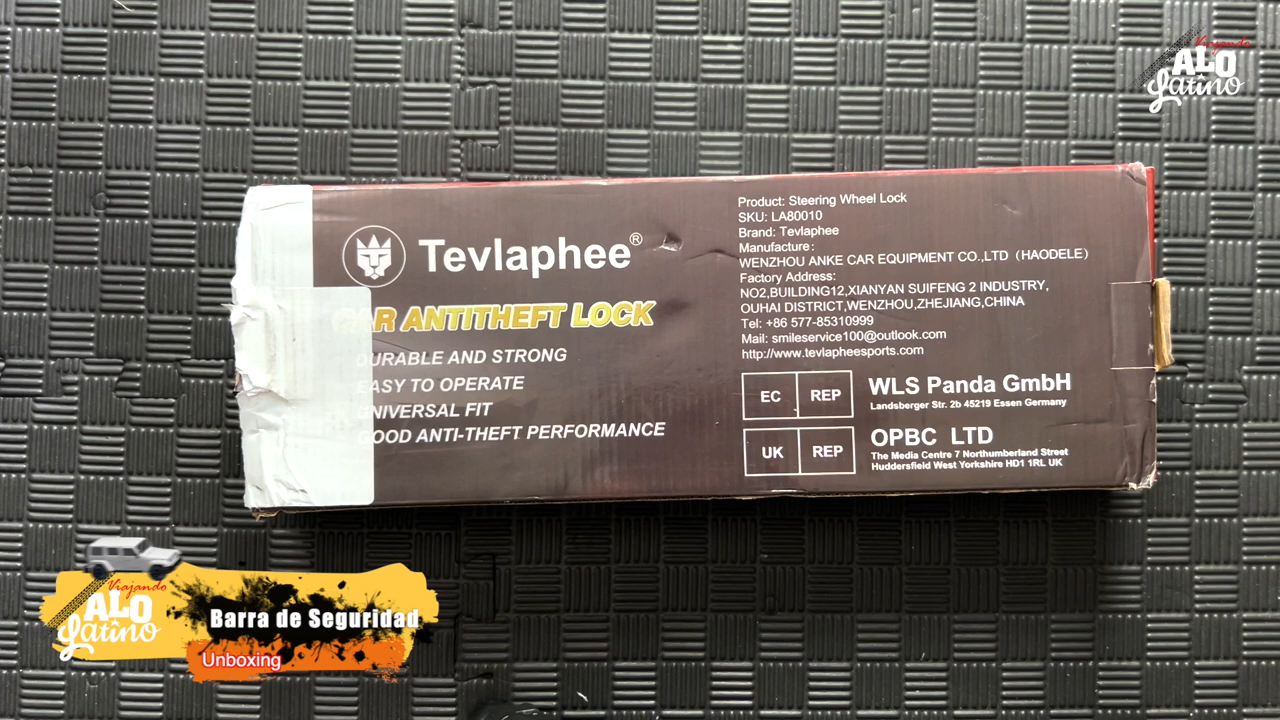 Viajando
ALO
Latino
Tevlaphee®
CAR ANTITHEFT LOCK
DURABLE AND STRONG
EASY TO OPERATE
UNIVERSAL FIT
GOOD ANTI-THEFT PERFORMANCE
Product: Steering Wheel Lock
SKU: LA80010
Brand: Tevlaphee
Manufacture:
WENZHOU ANKE CAR EQUIPMENT CO.,LTD（HAODELE）
Factory Address:
NO2,BUILDING12,XIANYAN SUIFENG 2 INDUSTRY,
OUHAI DISTRICT,WENZHOU,ZHEJIANG,CHINA
Tel: +86 577-85310999
Mail: smileservice100@outlook.com
http://www.tevlapheesports.com
EC REP
WLS Panda GmbH
Landsberger Str. 2b 45219 Essen Germany
UK REP
OPBC LTD
The Media Centre 7 Northumberland Street
Huddersfield West Yorkshire HD1 1RL UK
Viajando
ALO
Latino
Barra de Seguridad
Unboxing